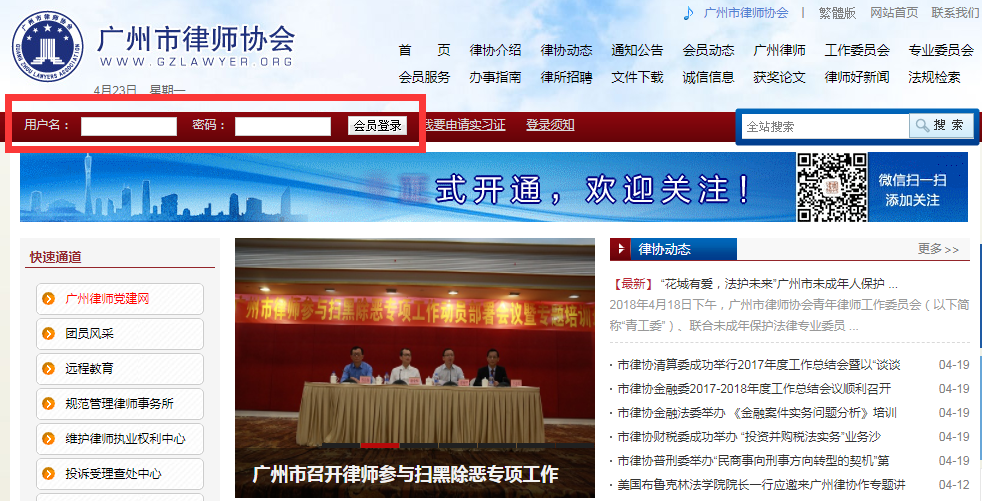 广州市律师协会 | 繁體版 网站首页 联系我们
广州市律师协会
WWW.GZLAWYER.ORG
首 页 律协介绍 律协动态 通知公告 会员动态 广州律师 工作委员会 专业委员会
会员服务 办事指南 律所招聘 文件下载 诚信信息 获奖论文 律师好新闻 法规检索
4月23日 星期一
用户名： 密码： 会员登录 我要申请实习证 登录须知 全站搜索 搜 索
式开通，欢迎关注！
微信扫一扫
添加关注
快速通道
广州律师党建网
团员风采
远程教育
规范管理律师事务所
维护律师执业权利中心
投诉受理查处中心
州市律师参与扫黑除恶专项工作动员部署会议暨专题培训
广州市召开律师参与扫黑除恶专项工作
律协动态 更多>>
【最新】 “花城有爱，法护未来”广州市未成年人保护 ...
2018年4月18日下午，广州市律师协会青年律师工作委员会（以下简
称“青工委”）、联合未成年保护法律专业委员 ...
· 市律协清算委成功举行2017年度工作总结会暨以“谈谈 04-19
· 市律协金融委2017-2018年度工作总结会议顺利召开 04-19
· 市律协金融法委举办 《金融案件实务问题分析》培训 04-19
· 市律协财税委成功举办 “投资并购税法实务”业务沙 04-19
· 市律协普刑委举办“民商事向刑事方向转型的契机”第 04-19
· 美国布鲁克林法学院院长一行应邀来广州律协作专题讲 04-12